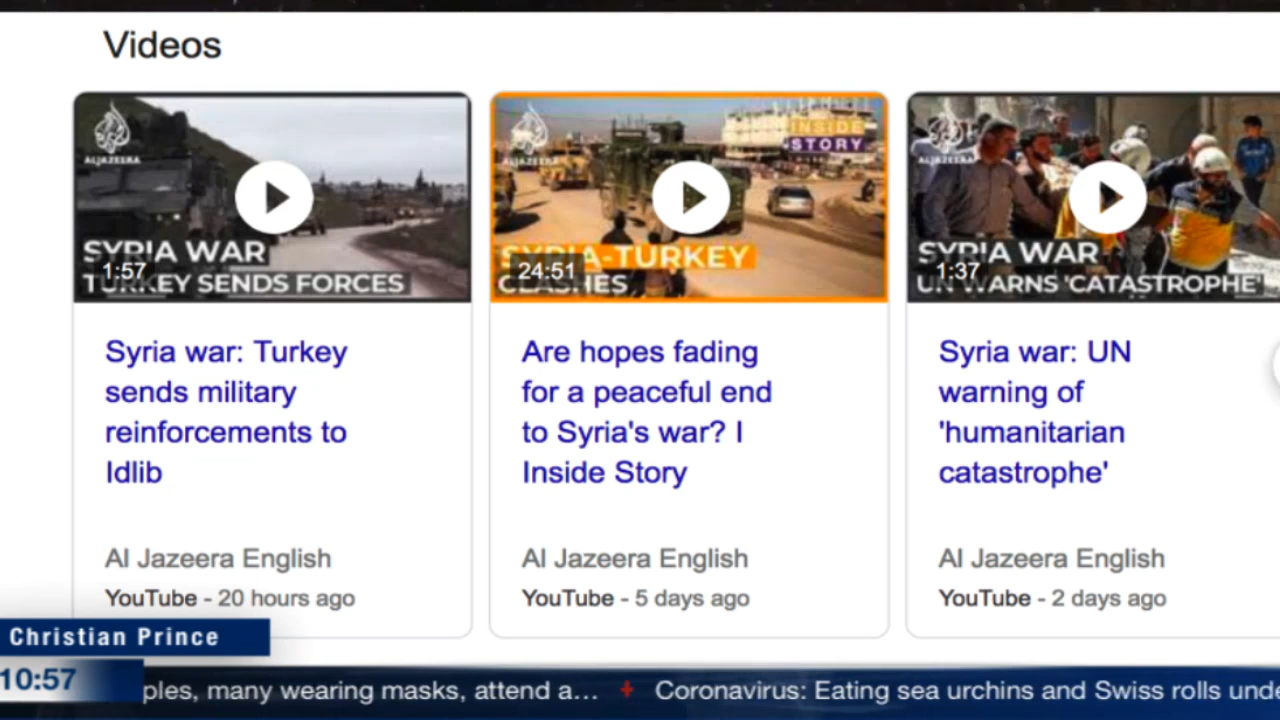 Videos
ALJAZEERA
SYRIA WAR
1:57
TURKEY SENDS FORCES
Syria war: Turkey
sends military
reinforcements to
Idlib
Al Jazeera English
YouTube - 20 hours ago
ALJAZEERA
INSIDE
STORY
SYRIA-TURKEY
24:51
CLASHES
Are hopes fading
for a peaceful end
to Syria's war? I
Inside Story
Al Jazeera English
YouTube - 5 days ago
ALJAZEERA
SYRIA WAR
1:37
UN WARNS 'CATASTROPHE'
Syria war: UN
warning of
'humanitarian
catastrophe'
Al Jazeera English
YouTube - 2 days ago
Christian Prince
10:57
ples, many wearing masks, attend a... Coronavirus: Eating sea urchins and Swiss rolls unde